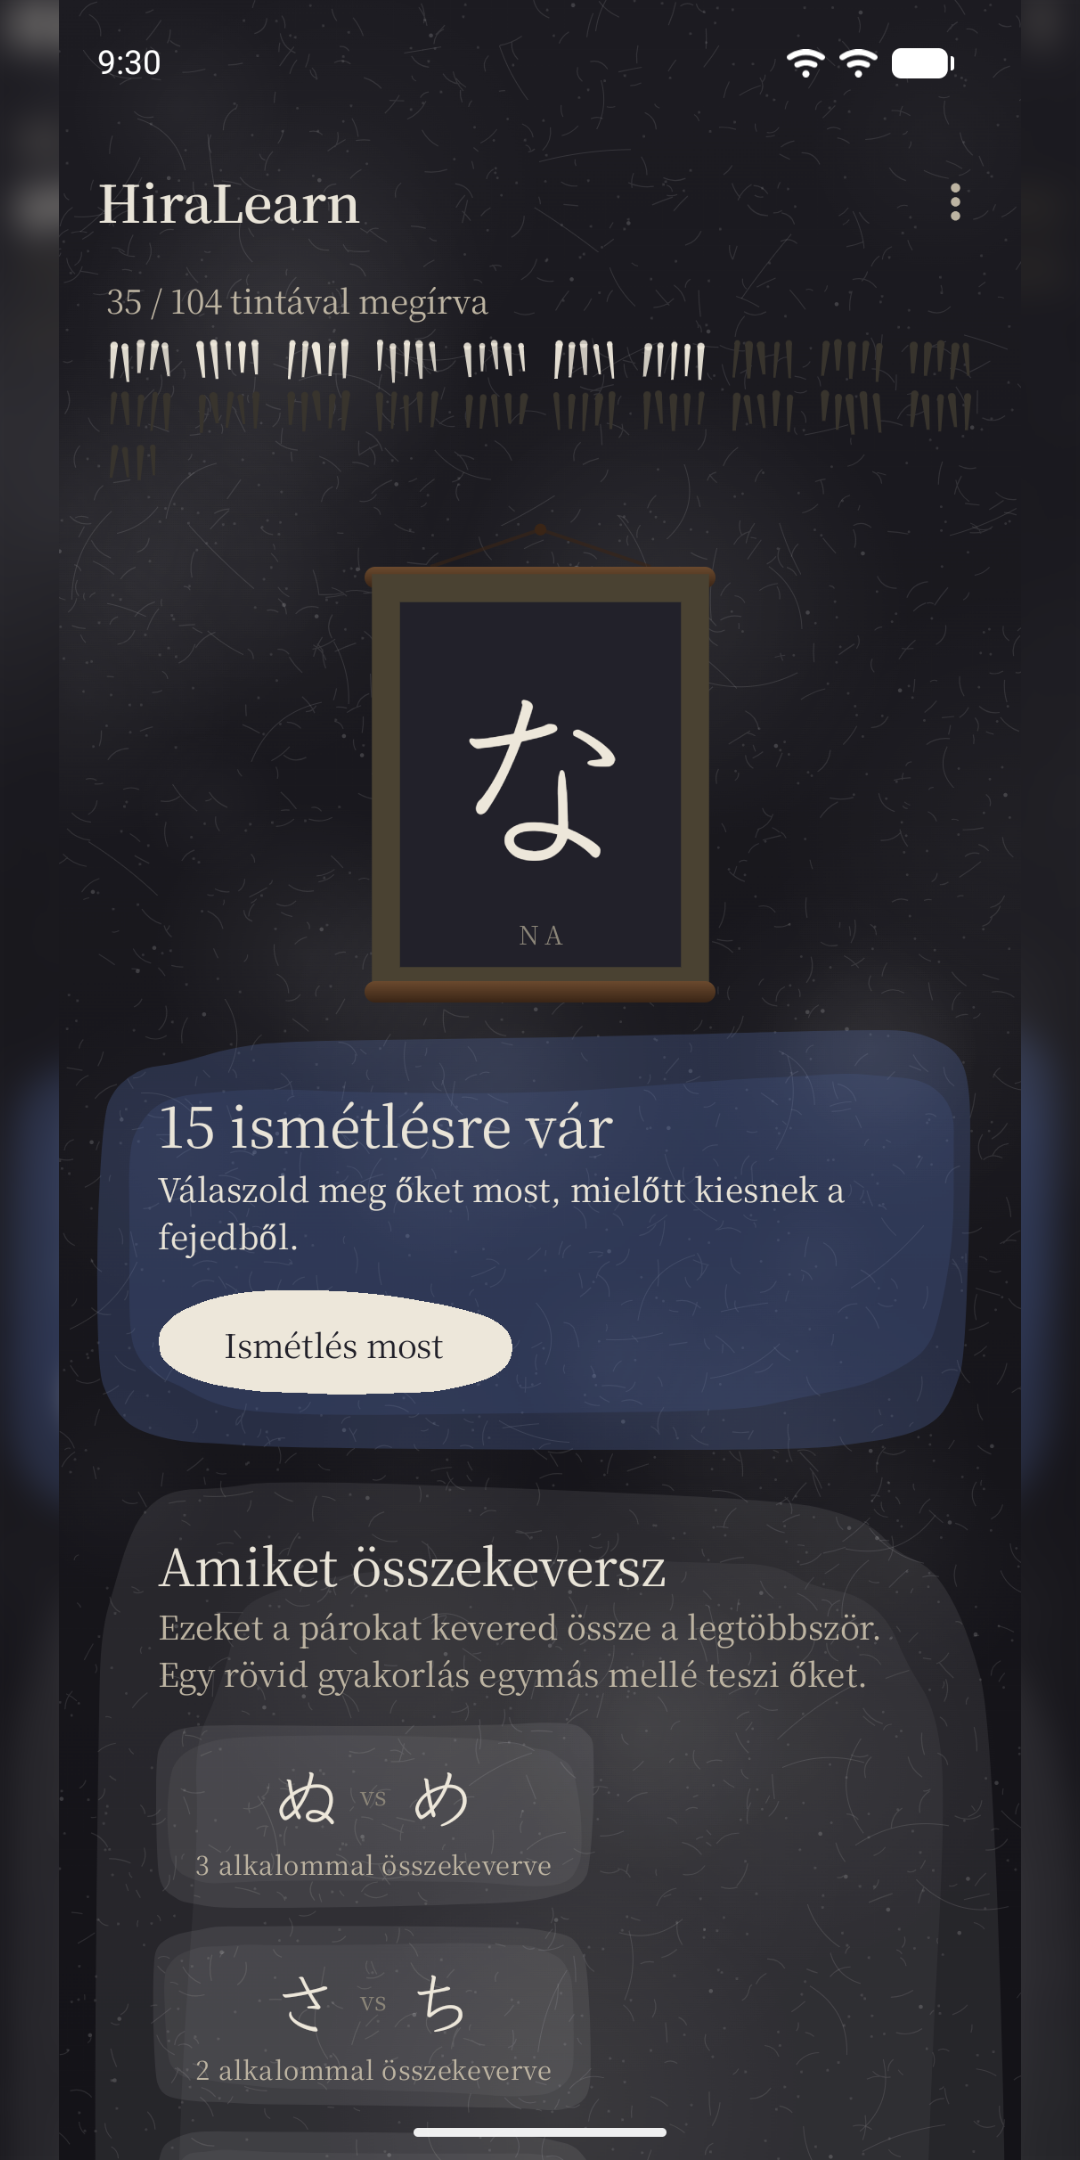 9:30
HiraLearn
35 / 104 tintával megírva
な
NA
15 ismétlésre vár
Válaszold meg őket most, mielőtt kiesnek a
fejedből.
Ismétlés most
Amiket összekeversz
Ezeket a párokat kevered össze a legtöbbször.
Egy rövid gyakorlás egymás mellé teszi őket.
ぬ vs め
3 alkalommal összekeverve
さ vs ち
2 alkalommal összekeverve